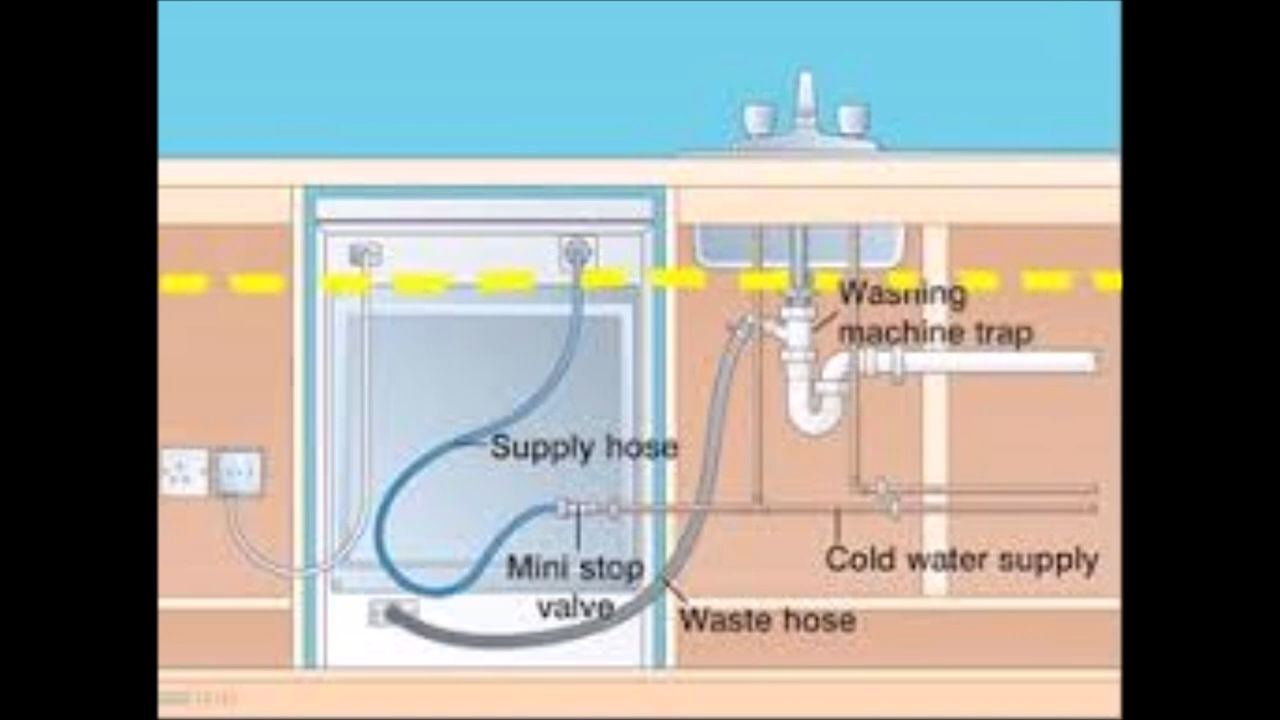 Washing
machine trap
Supply hose
Mini stop
valve
Cold water supply
Waste hose